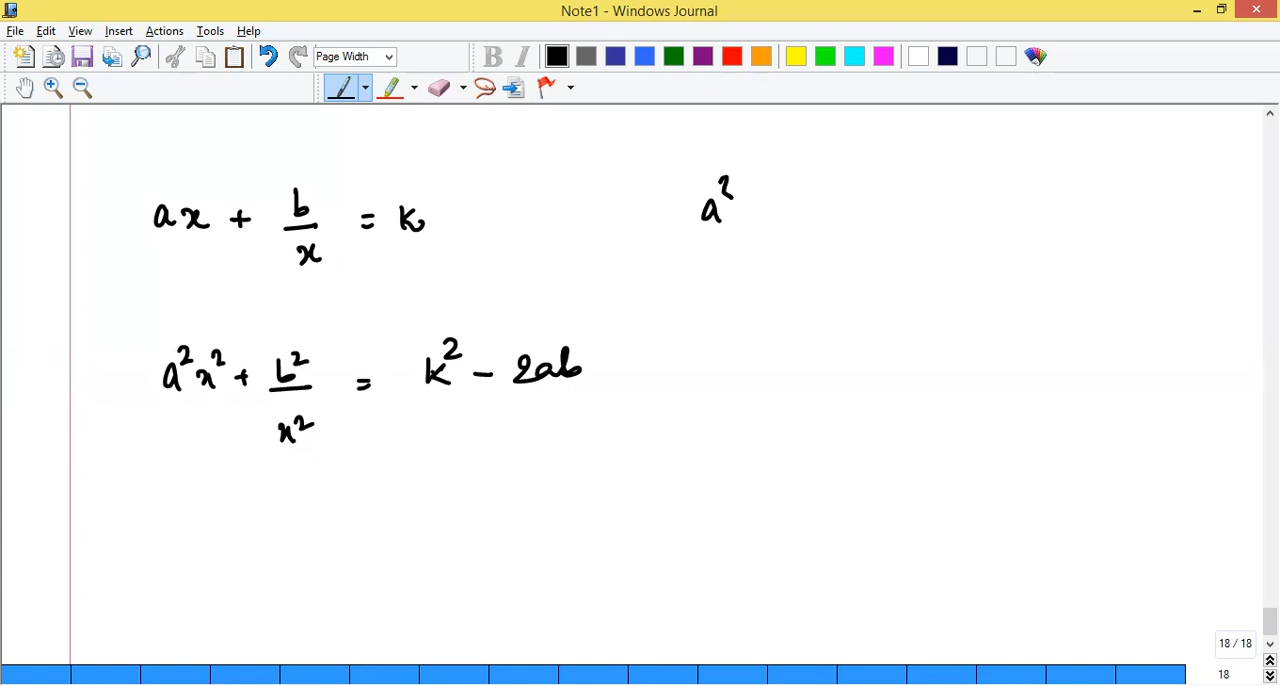 Note1 - Windows Journal
File Edit View Insert Actions Tools Help
Page Width B I
ax + b/x = k
a²
a²x² + b²/x² = k² - 2ab
18 / 18
18